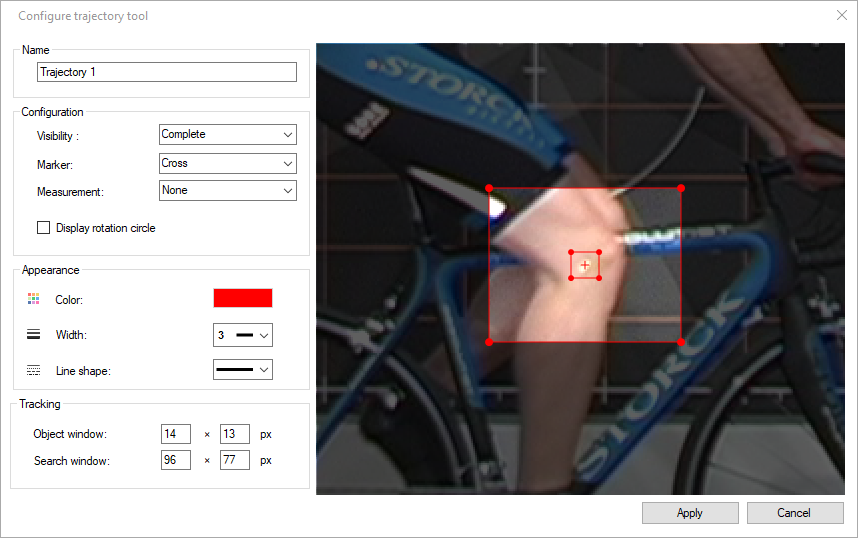 Configure trajectory tool
Name
Trajectory 1
Configuration
Visibility :
Complete
Marker:
Cross
Measurement:
None
Display rotation circle
Appearance
Color:
Width:
3
Line shape:
Tracking
Object window:
14 × 13 px
Search window:
96 × 77 px
STORCK
STORCK
Apply
Cancel